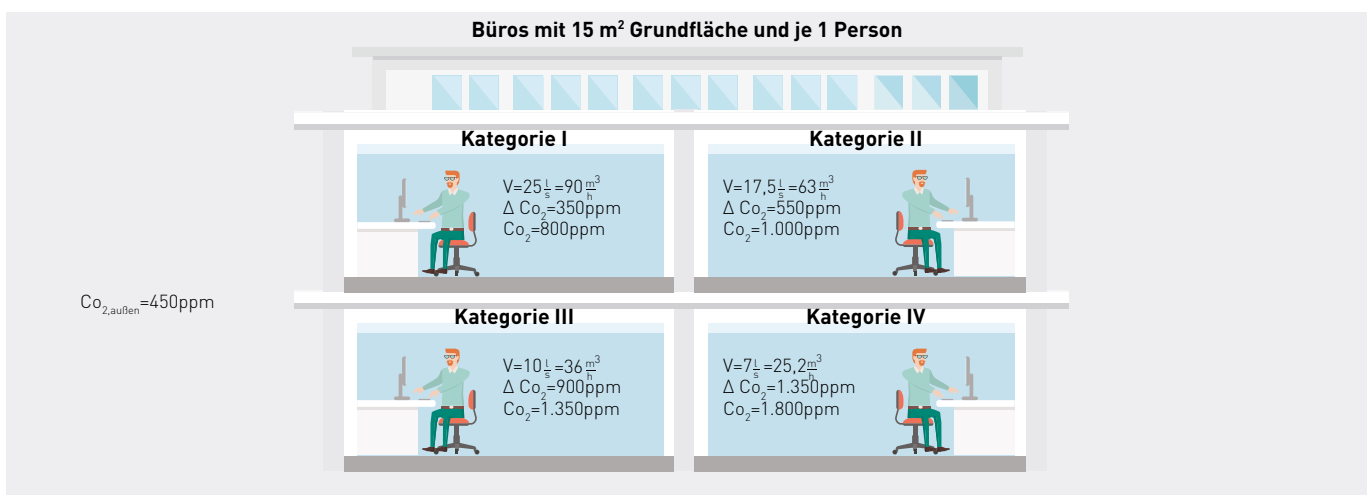 Büros mit 15 m² Grundfläche und je 1 Person
Kategorie I
V=25 l/s =90 m³/h
Δ Co₂=350ppm
Co₂=800ppm
Kategorie II
V=17,5 l/s =63 m³/h
Δ Co₂=550ppm
Co₂=1.000ppm
Co₂,außen=450ppm
Kategorie III
V=10 l/s =36 m³/h
Δ Co₂=900ppm
Co₂=1.350ppm
Kategorie IV
V=7 l/s =25,2 m³/h
Δ Co₂=1.350ppm
Co₂=1.800ppm